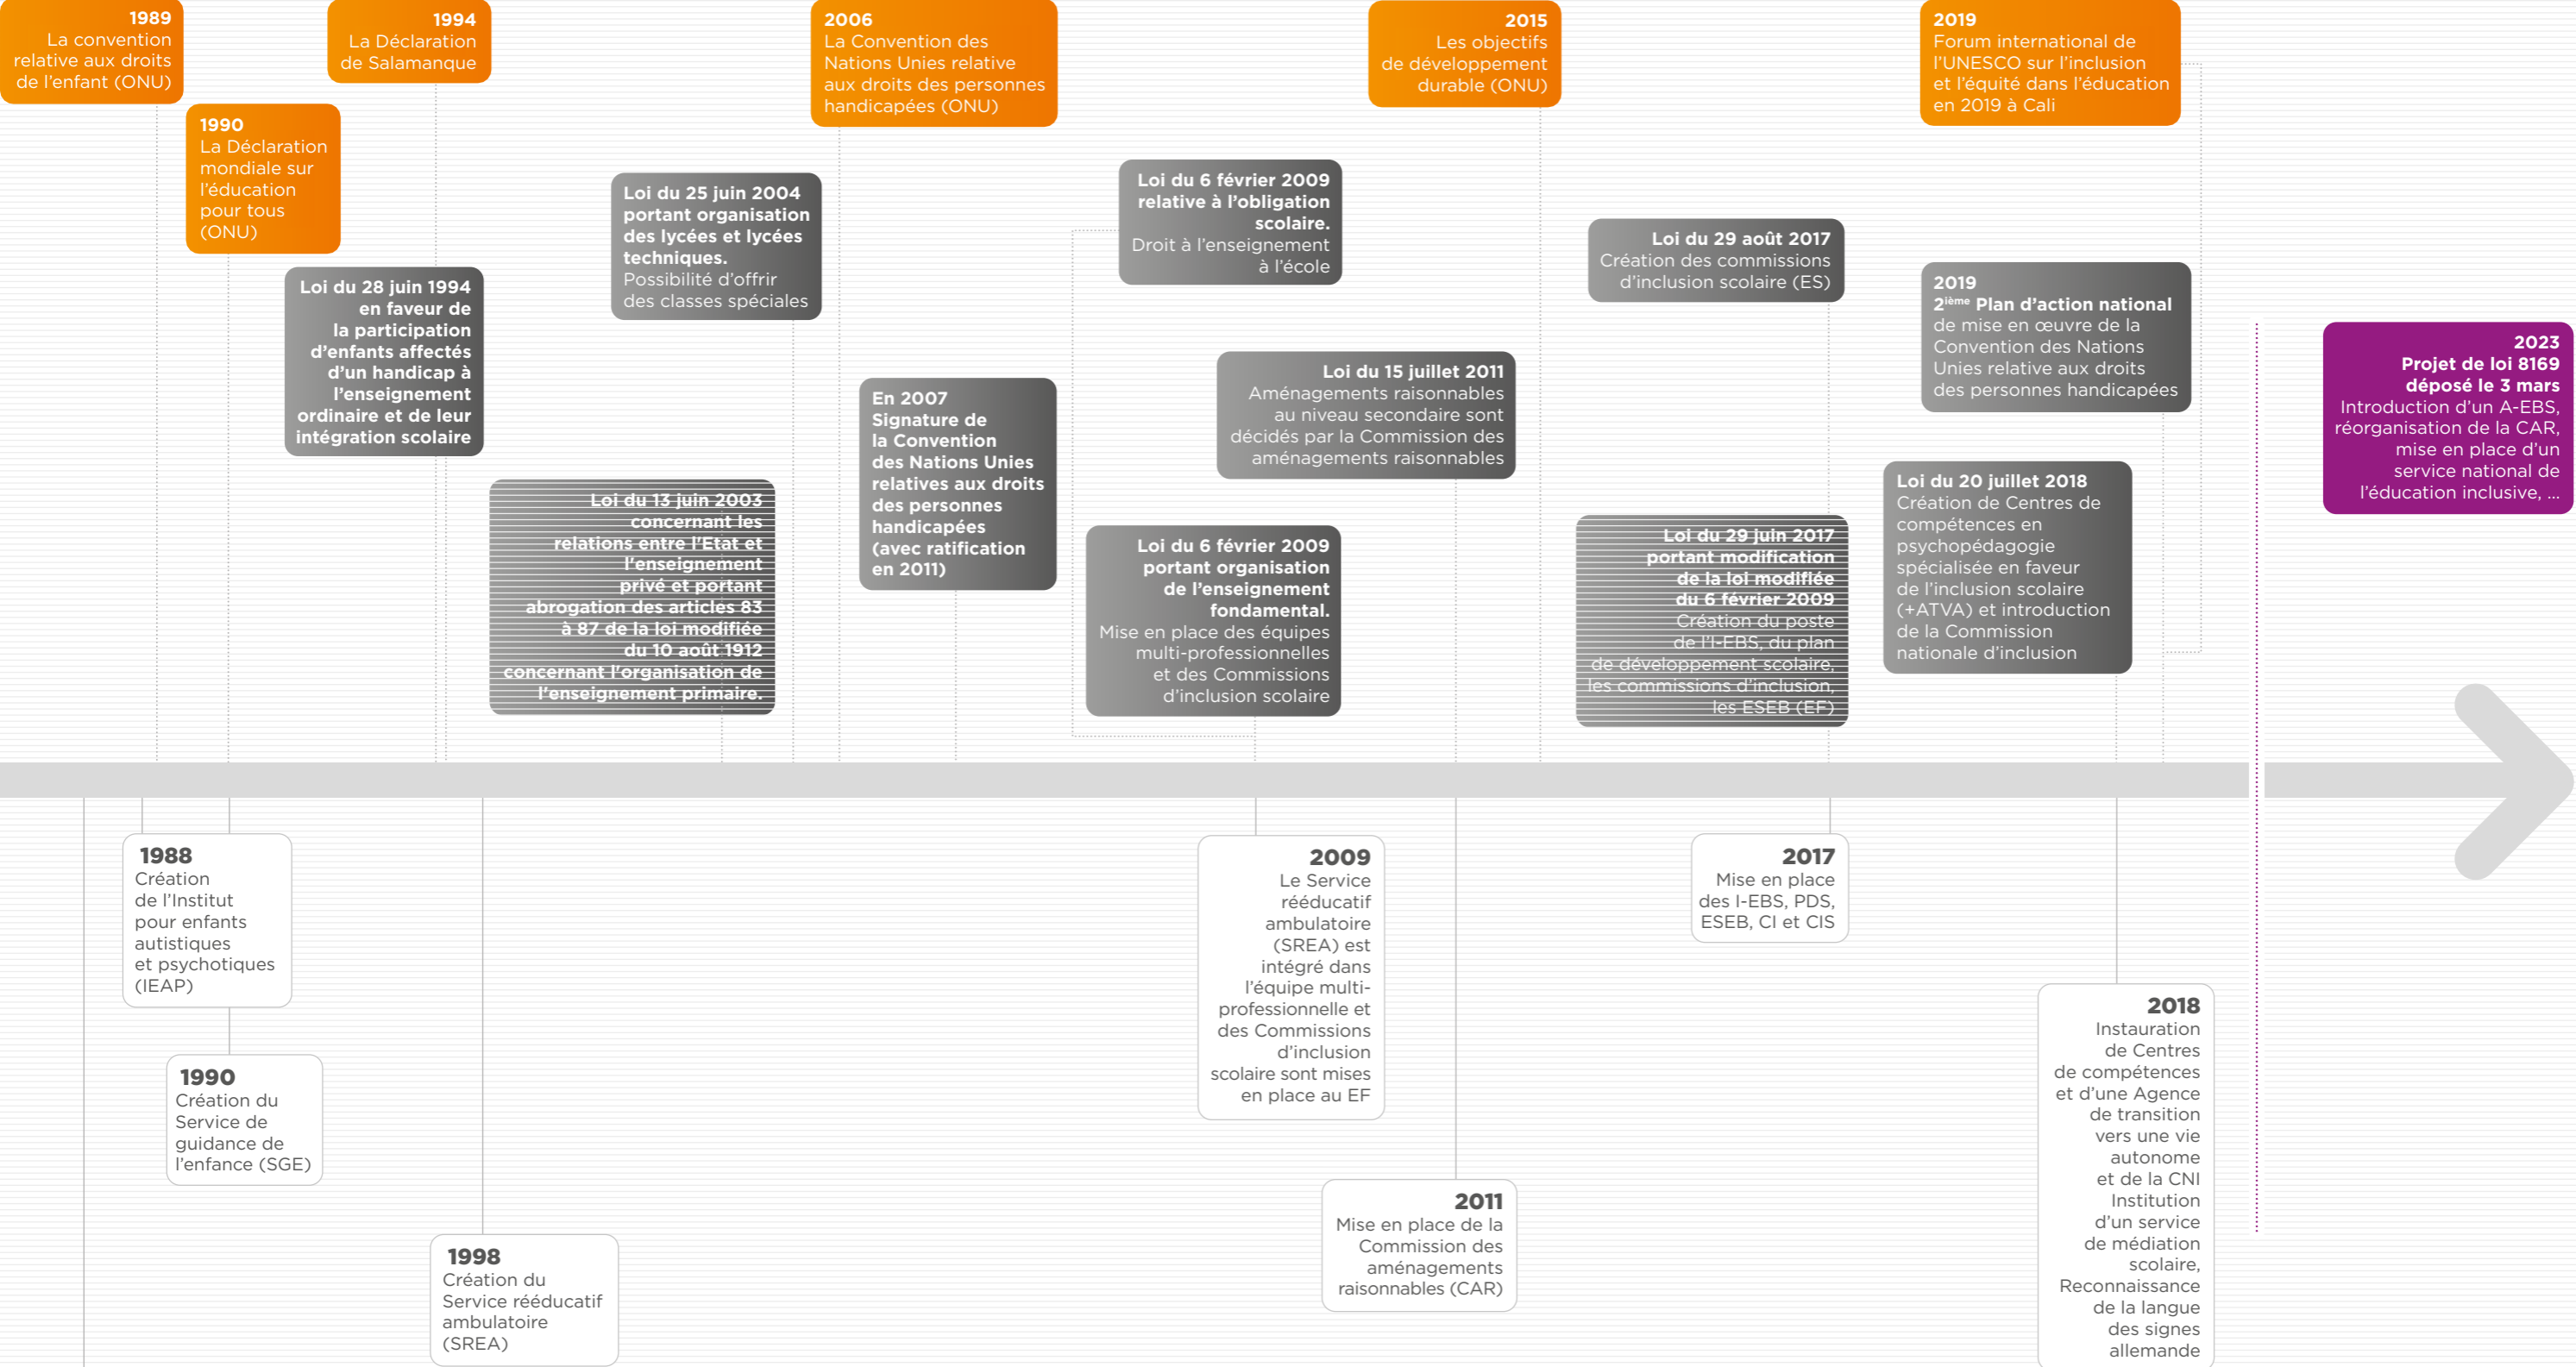 1989
La convention
relative aux droits
de l'enfant (ONU)
1990
La Déclaration
mondiale sur
l'éducation
pour tous
(ONU)
1994
La Déclaration
de Salamanque
2006
La Convention des
Nations Unies relative
aux droits des personnes
handicapées (ONU)
2015
Les objectifs
de développement
durable (ONU)
2019
Forum international de
l'UNESCO sur l'inclusion
et l'équité dans l'éducation
en 2019 à Cali
Loi du 28 juin 1994
en faveur de
la participation
d'enfants affectés
d'un handicap à
l'enseignement
ordinaire et de leur
intégration scolaire
Loi du 13 juin 2003
concernant les
relations entre l'Etat et
l'enseignement
privé et portant
abrogation des articles 83
à 87 de la loi modifiée
du 10 août 1912
concernant l'organisation de
l'enseignement primaire.
Loi du 25 juin 2004
portant organisation
des lycées et lycées
techniques.
Possibilité d'offrir
des classes spéciales
En 2007
Signature de
la Convention
des Nations Unies
relatives aux droits
des personnes
handicapées
(avec ratification
en 2011)
Loi du 6 février 2009
relative à l'obligation
scolaire.
Droit à l'enseignement
à l'école
Loi du 15 juillet 2011
Aménagements raisonnables
au niveau secondaire sont
décidés par la Commission des
aménagements raisonnables
Loi du 6 février 2009
portant organisation
de l'enseignement
fondamental.
Mise en place des équipes
multi-professionnelles
et des Commissions
d'inclusion scolaire
Loi du 29 août 2017
Création des commissions
d'inclusion scolaire (ES)
Loi du 29 juin 2017
portant modification
de la loi modifiée
du 6 février 2009
Création du poste
de l'I-EBS, du plan
de développement scolaire,
les commissions d'inclusion,
les ESEB (EF)
2019
2ième Plan d'action national
de mise en œuvre de la
Convention des Nations
Unies relative aux droits
des personnes handicapées
Loi du 20 juillet 2018
Création de Centres de
compétences en
psychopédagogie
spécialisée en faveur
de l'inclusion scolaire
(+ATVA) et introduction
de la Commission
nationale d'inclusion
2023
Projet de loi 8169
déposé le 3 mars
Introduction d'un A-EBS,
réorganisation de la CAR,
mise en place d'un
service national de
l'éducation inclusive, ...
1988
Création
de l'Institut
pour enfants
autistiques
et psychotiques
(IEAP)
1990
Création du
Service de
guidance de
l'enfance (SGE)
1998
Création du
Service rééducatif
ambulatoire
(SREA)
2009
Le Service
rééducatif
ambulatoire
(SREA) est
intégré dans
l'équipe multi-
professionnelle et
des Commissions
d'inclusion
scolaire sont mises
en place au EF
2011
Mise en place de la
Commission des
aménagements
raisonnables (CAR)
2017
Mise en place
des I-EBS, PDS,
ESEB, CI et CIS
2018
Instauration
de Centres
de compétences
et d'une Agence
de transition
vers une vie
autonome
et de la CNI
Institution
d'un service
de médiation
scolaire,
Reconnaissance
de la langue
des signes
allemande